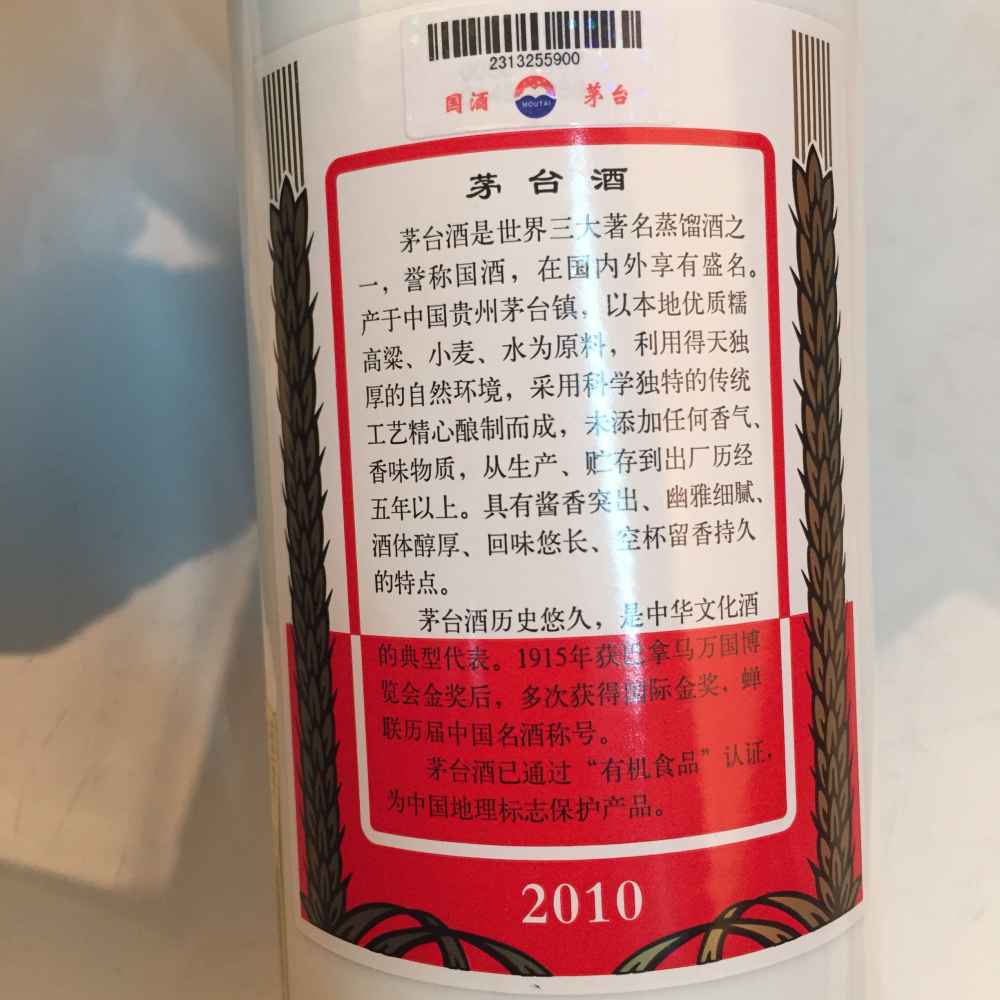 2313255900
国酒 MOUTAI 茅台
茅台酒
茅台酒是世界三大著名蒸馏酒之
一，誉称国酒，在国内外享有盛名。
产于中国贵州茅台镇，以本地优质糯
高粱、小麦、水为原料，利用得天独
厚的自然环境，采用科学独特的传统
工艺精心酿制而成，未添加任何香气、
香味物质，从生产、贮存到出厂历经
五年以上。具有酱香突出、幽雅细腻、
酒体醇厚、回味悠长、空杯留香持久
的特点。
茅台酒历史悠久，是中华文化酒
的典型代表。1915年获巴拿马万国博
览会金奖后，多次获得国际金奖，蝉
联历届中国名酒称号。
茅台酒已通过“有机食品”认证，
为中国地理标志保护产品。
2010